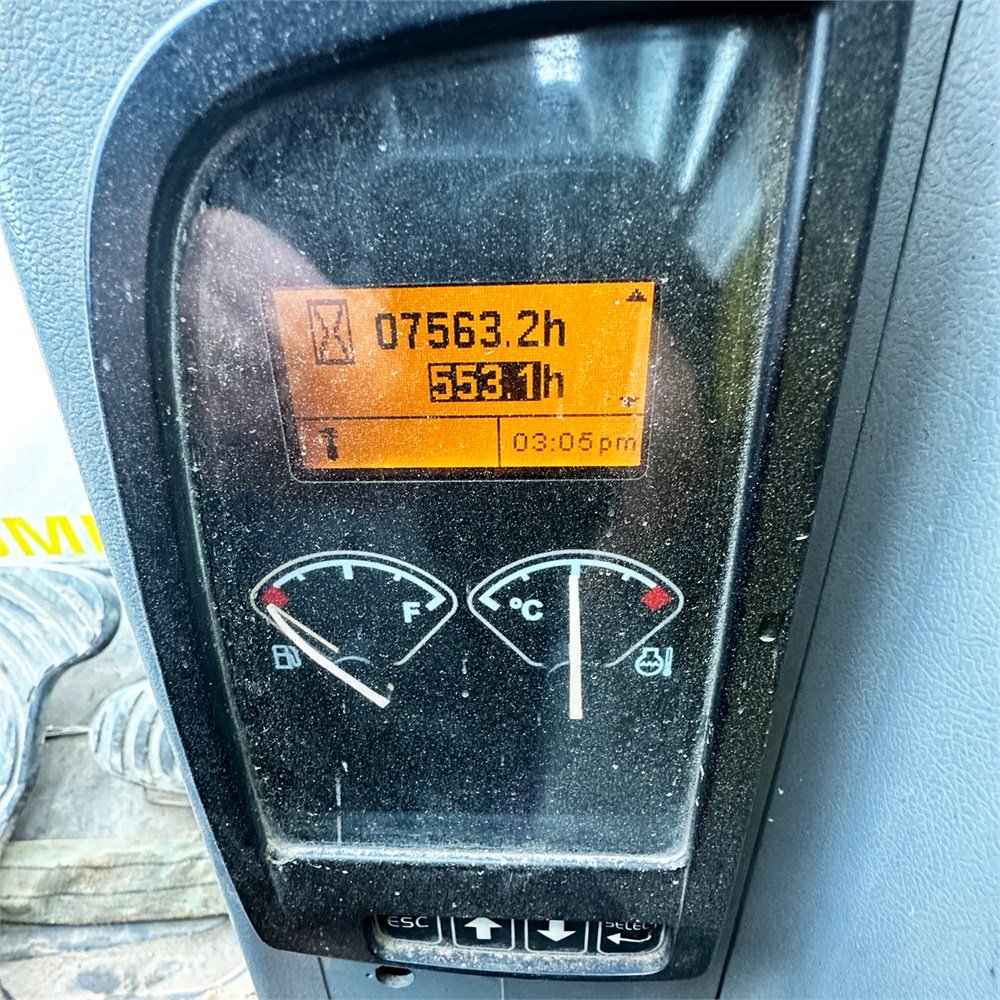 07563.2h
553.1h
03:05pm
F
°C
ESC
SELECT